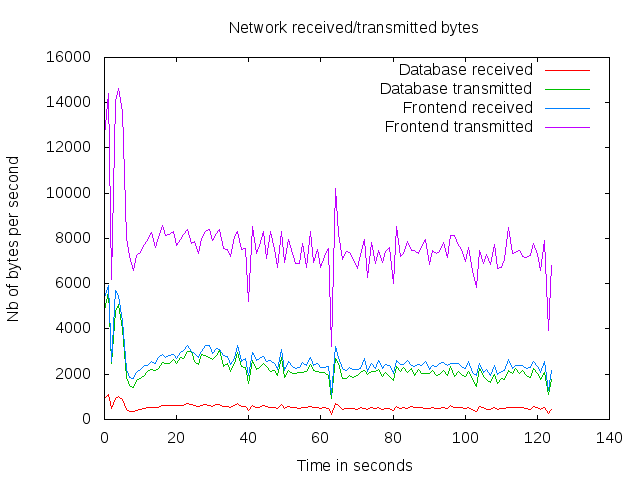 Network received/transmitted bytes
16000
14000
12000
10000
8000
6000
4000
2000
0
Nb of bytes per second
Database received
Database transmitted
Frontend received
Frontend transmitted
0 20 40 60 80 100 120 140
Time in seconds